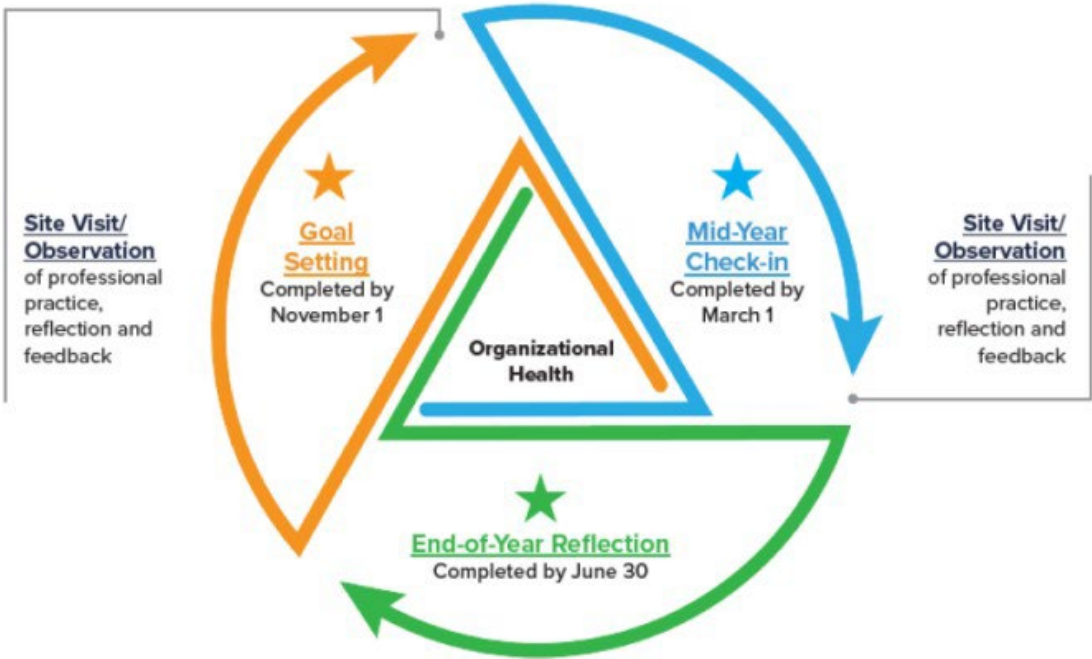 Site Visit/
Observation
of professional
practice,
reflection and
feedback
Goal
Setting
Completed by
November 1
Organizational
Health
Mid-Year
Check-in
Completed by
March 1
Site Visit/
Observation
of professional
practice,
reflection and
feedback
End-of-Year Reflection
Completed by June 30